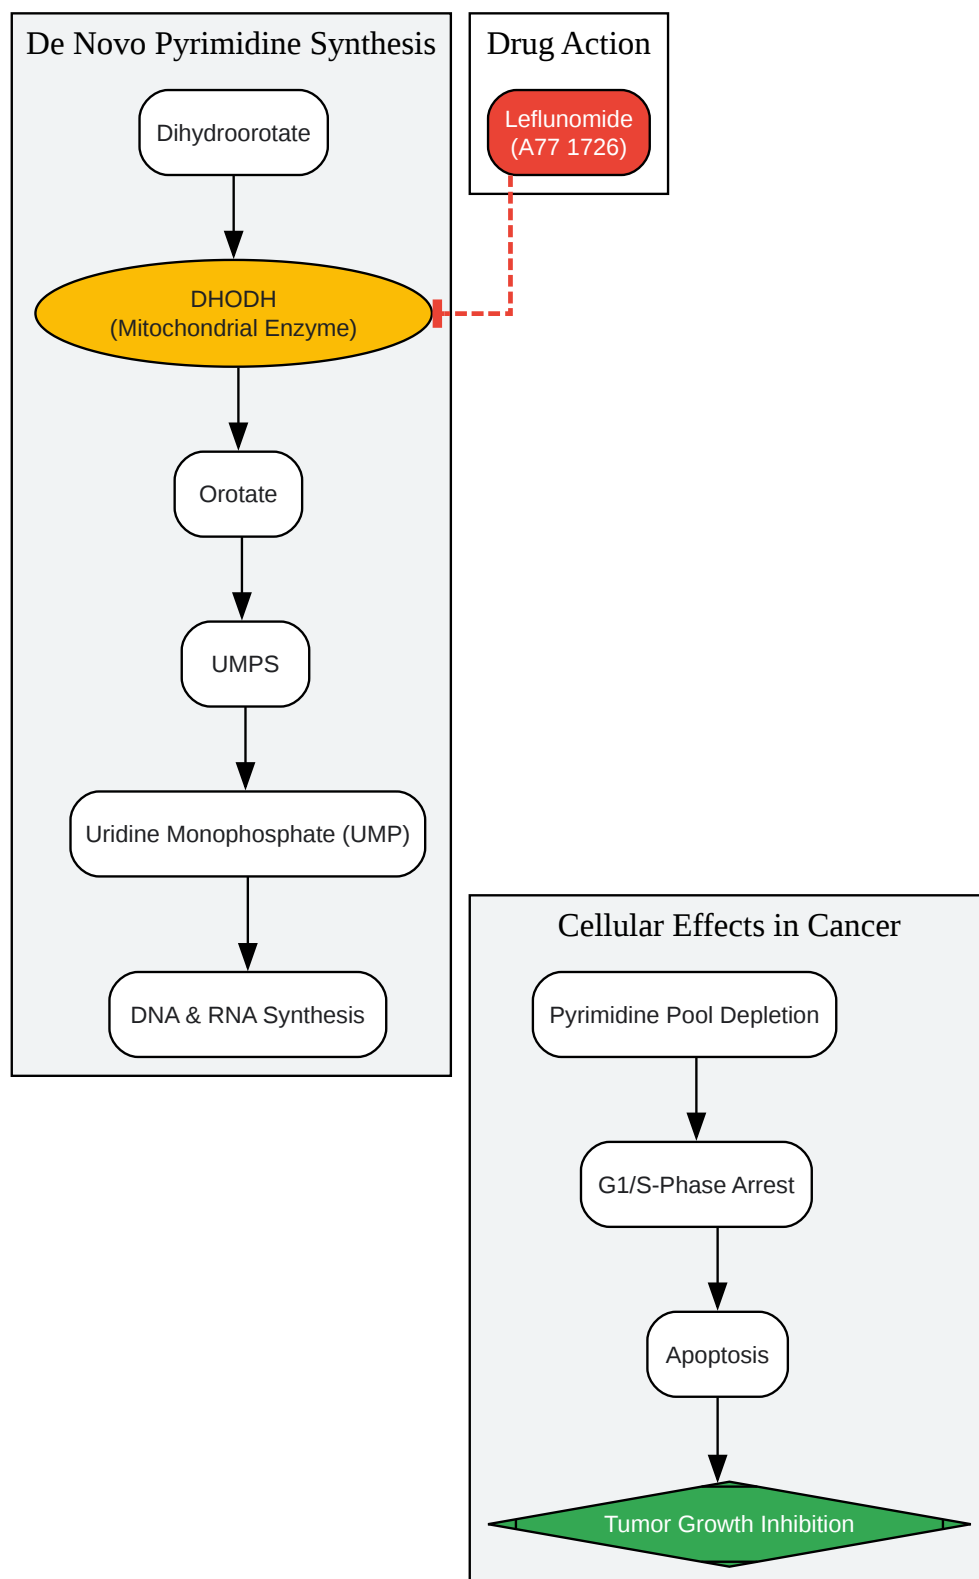 De Novo Pyrimidine Synthesis
Dihydroorotate
DHODH
(Mitochondrial Enzyme)
Orotate
UMPS
Uridine Monophosphate (UMP)
DNA & RNA Synthesis
Drug Action
Leflunomide
(A77 1726)
Cellular Effects in Cancer
Pyrimidine Pool Depletion
G1/S-Phase Arrest
Apoptosis
Tumor Growth Inhibition